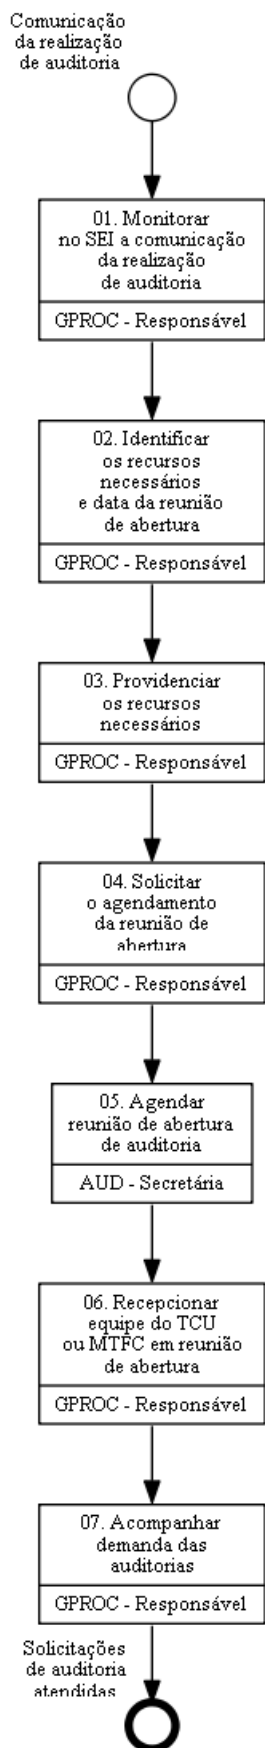 Comunicação
da realização
de auditoria
01. Monitorar
no SEI a comunicação
da realização
de auditoria
GPROC - Responsável
02. Identificar
os recursos
necessários
e data da reunião
de abertura
GPROC - Responsável
03. Providenciar
os recursos
necessários
GPROC - Responsável
04. Solicitar
o agendamento
da reunião de
abertura
GPROC - Responsável
05. Agendar
reunião de abertura
de auditoria
AUD - Secretária
06. Recepcionar
equipe do TCU
ou MTFC em reunião
de abertura
GPROC - Responsável
07. Acompanhar
demanda das
auditorias
GPROC - Responsável
Solicitações
de auditoria
atendidas